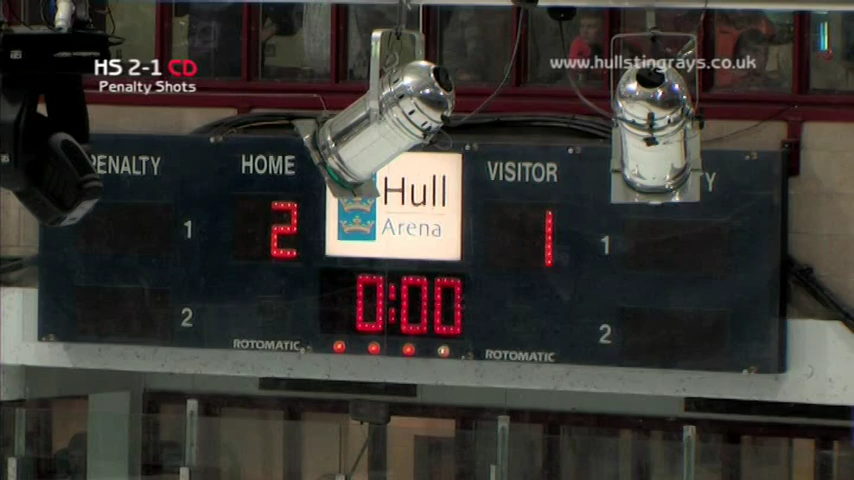 HS 2-1 CD
Penalty Shots
www.hullstingrays.co.uk
PENALTY HOME VISITOR Y
Hull
Arena
2 1
1 1
0:00
2 2
ROTOMATIC ROTOMATIC